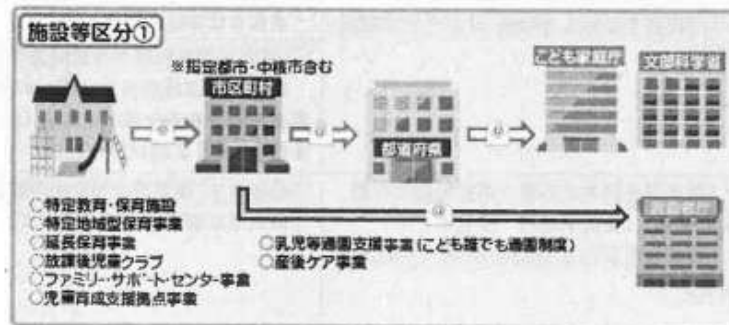 施設等区分①
※指定都市・中核市含む
市区町村
都道府県
こども家庭庁
文部科学省
○特定教育・保育施設
○特定地域型保育事業
○延長保育事業
○放課後児童クラブ
○ファミリー・サポート・センター事業
○児童育成支援拠点事業
○乳児等通園支援事業(こども誰でも通園制度)
○産後ケア事業